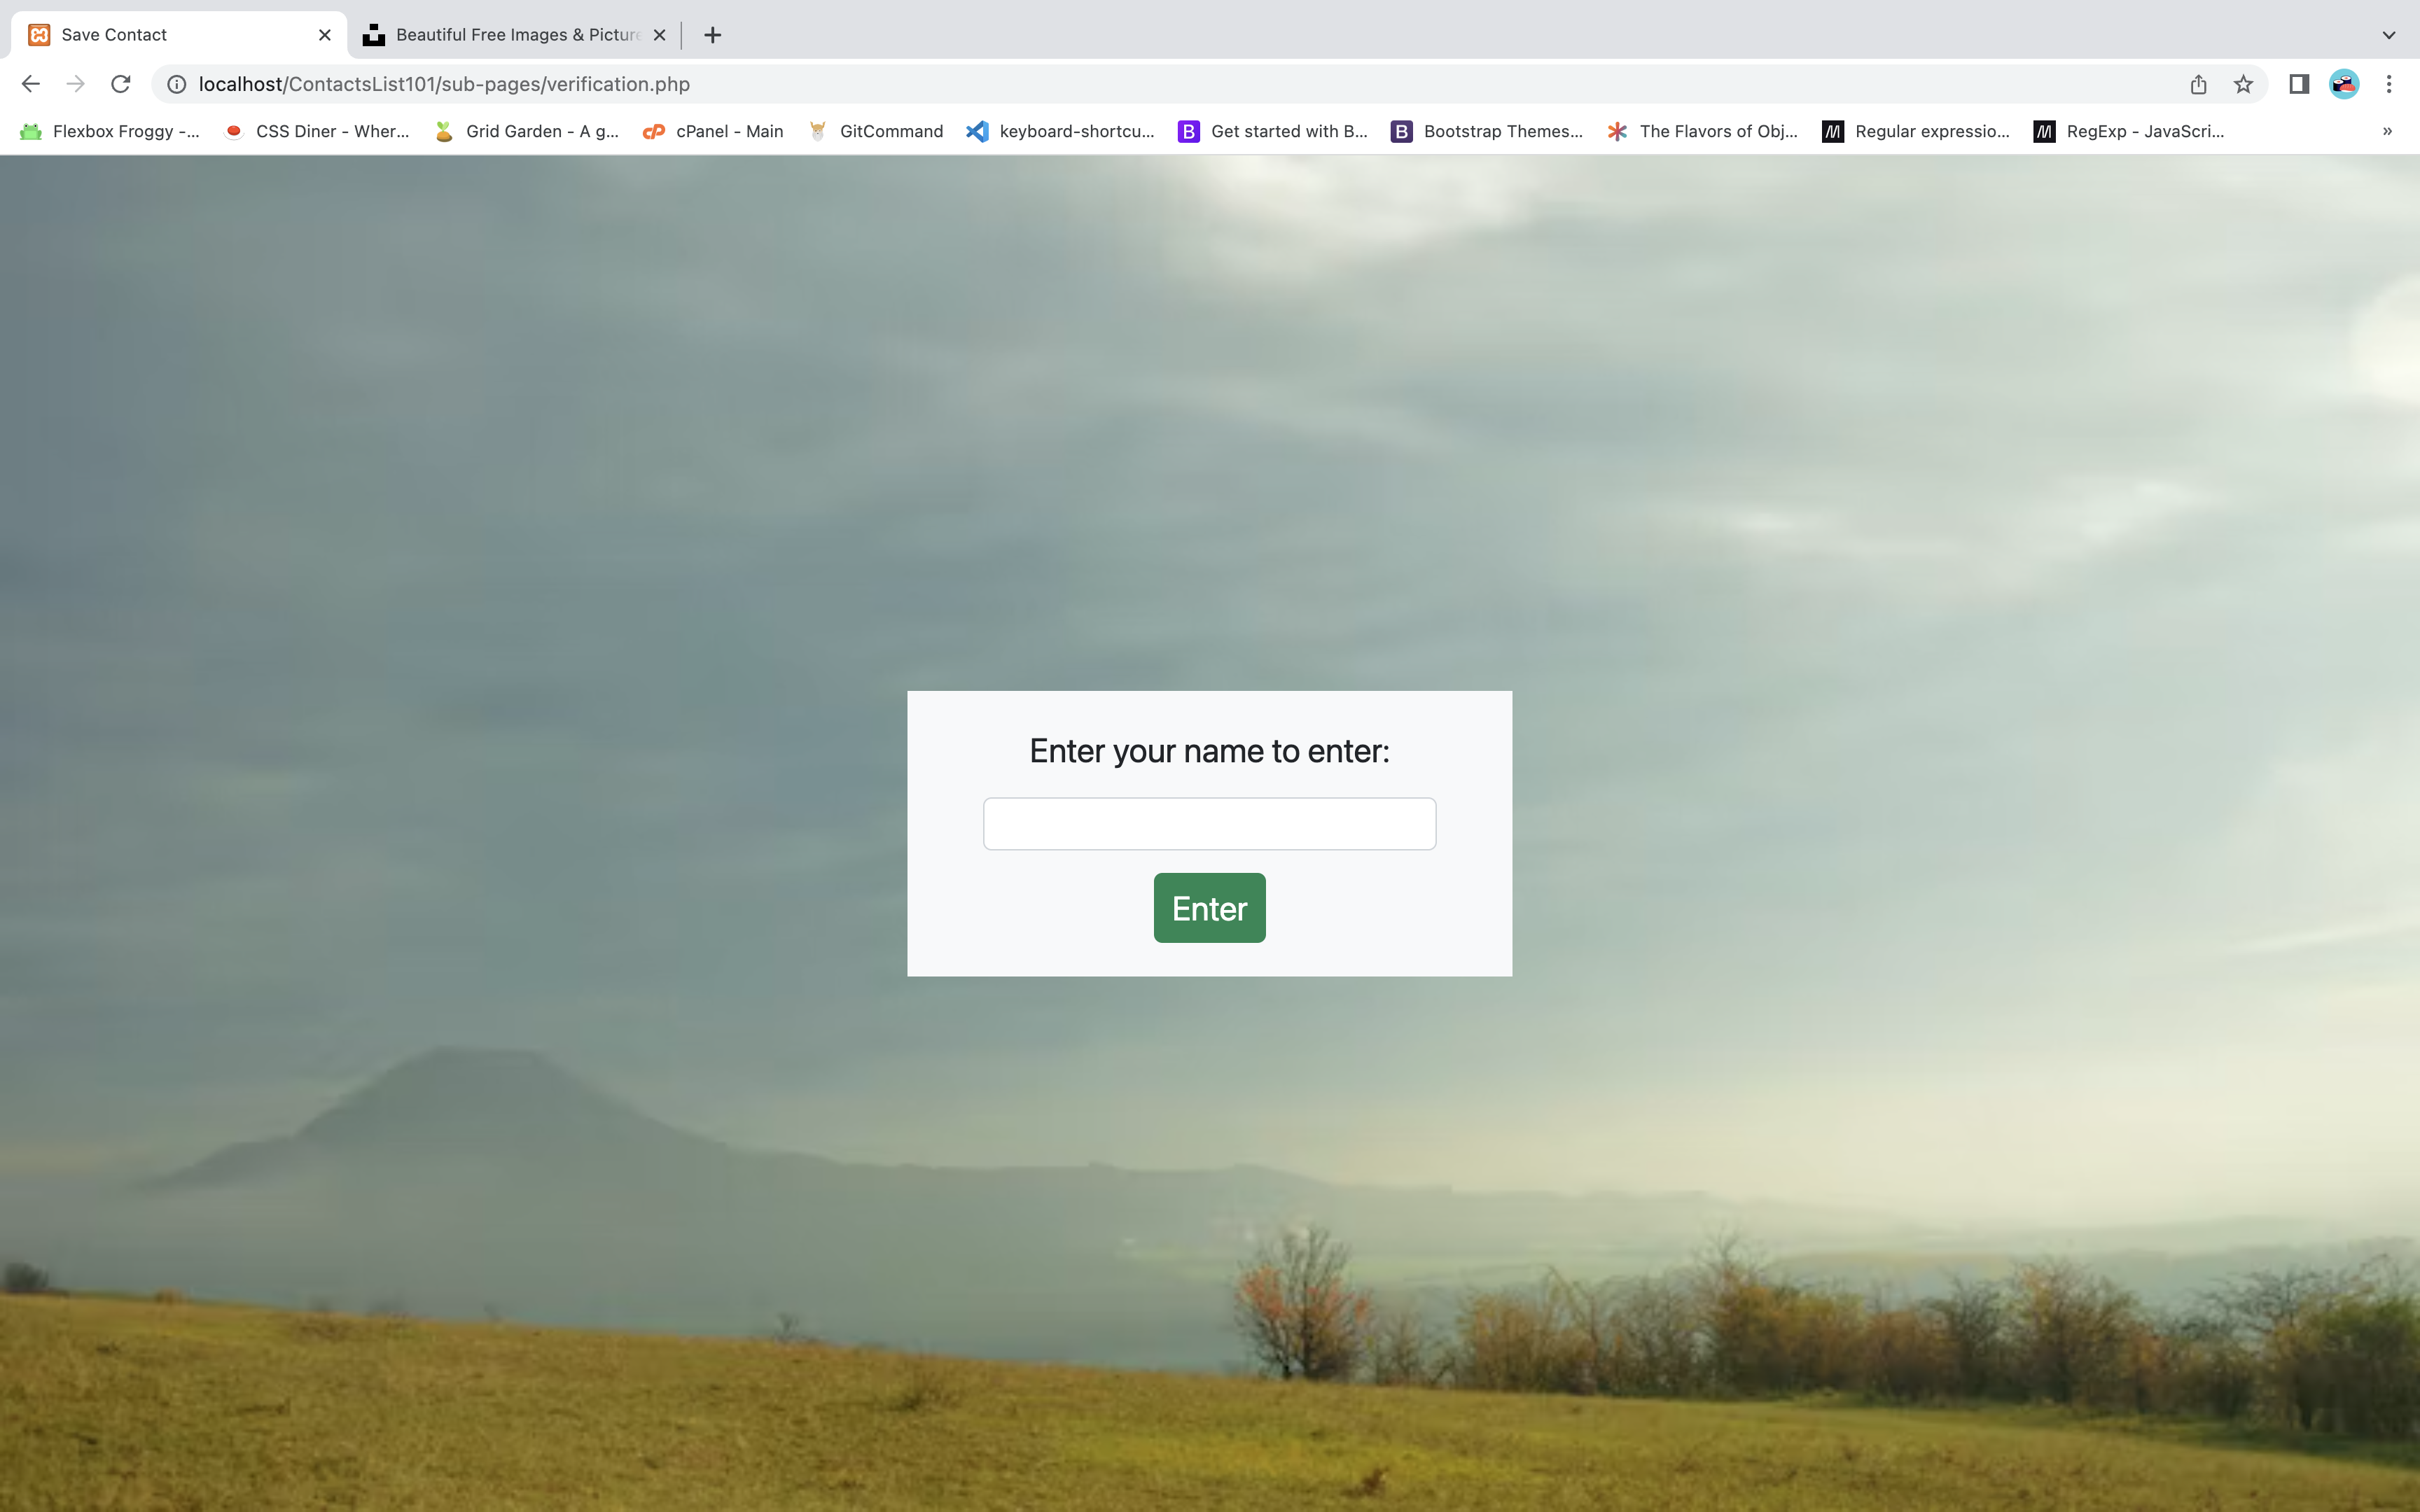 Save Contact
Beautiful Free Images & Picture
localhost/ContactsList101/sub-pages/verification.php
Flexbox Froggy -... CSS Diner - Wher... Grid Garden - A g... cPanel - Main GitCommand keyboard-shortcu... Get started with B... Bootstrap Themes... The Flavors of Obj... Regular expressio... RegExp - JavaScri... »
Enter your name to enter:
Enter